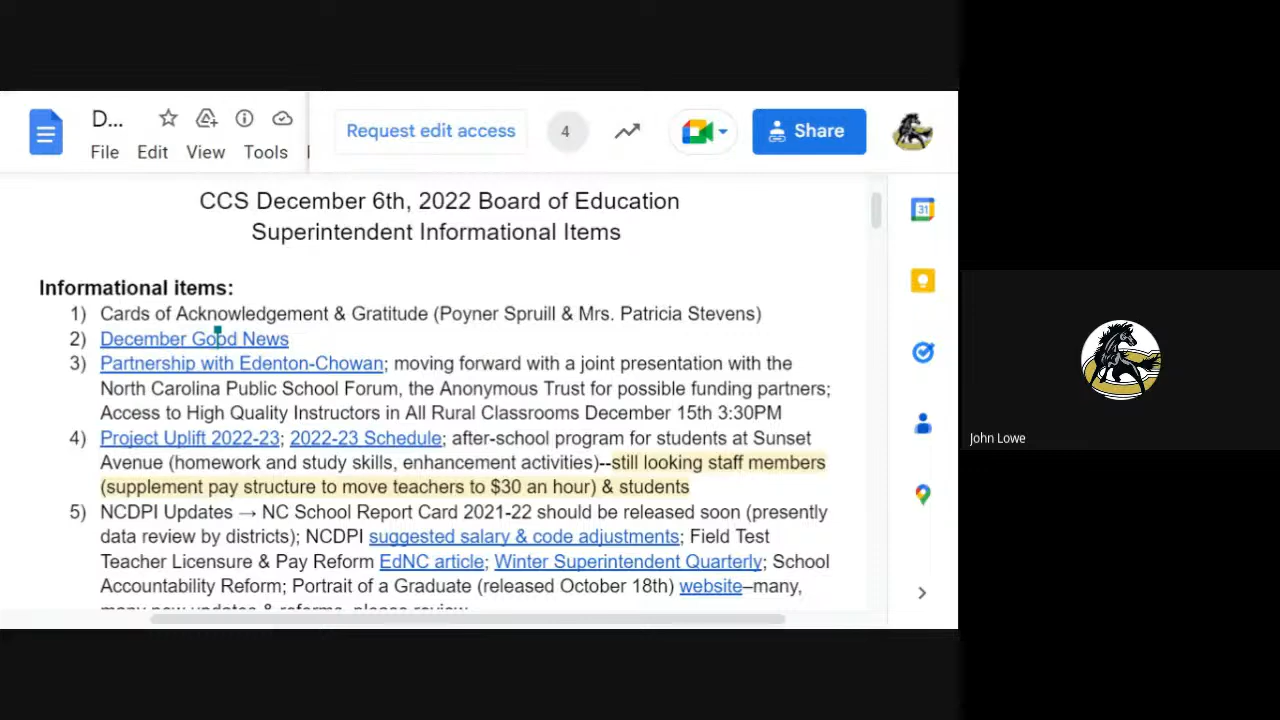 D...
File Edit View Tools
Request edit access
4
Share
31
CCS December 6th, 2022 Board of Education
Superintendent Informational Items
Informational items:
1) Cards of Acknowledgement & Gratitude (Poyner Spruill & Mrs. Patricia Stevens)
2) December Good News
3) Partnership with Edenton-Chowan; moving forward with a joint presentation with the
North Carolina Public School Forum, the Anonymous Trust for possible funding partners;
Access to High Quality Instructors in All Rural Classrooms December 15th 3:30PM
4) Project Uplift 2022-23; 2022-23 Schedule; after-school program for students at Sunset
Avenue (homework and study skills, enhancement activities)--still looking staff members
(supplement pay structure to move teachers to $30 an hour) & students
5) NCDPI Updates → NC School Report Card 2021-22 should be released soon (presently
data review by districts); NCDPI suggested salary & code adjustments; Field Test
Teacher Licensure & Pay Reform EdNC article; Winter Superintendent Quarterly; School
Accountability Reform; Portrait of a Graduate (released October 18th) website–many,
many new updates & reforms, please review
John Lowe